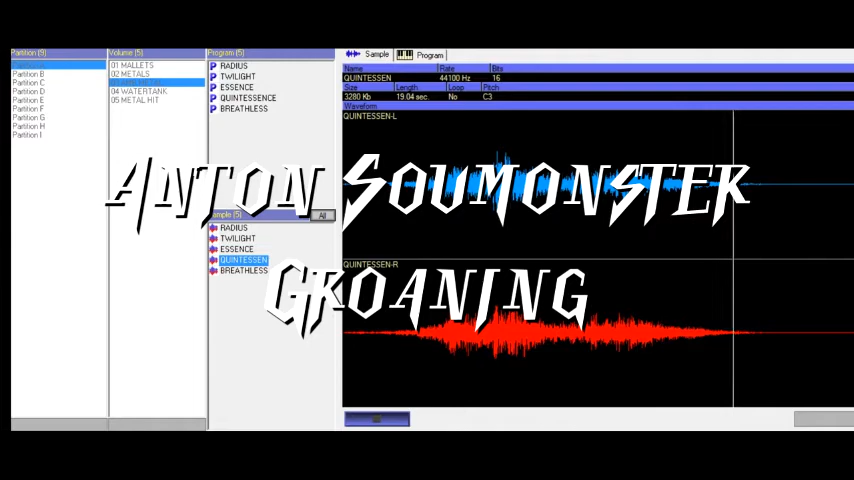 Partition (9)
Partition B
Partition C
Partition D
Partition E
Partition F
Partition G
Partition H
Partition I
Volume (5)
01 MALLETS
02 METALS
04 WATERTANK
05 METAL HIT
Program (5)
RADIUS
TWILIGHT
ESSENCE
QUINTESSENCE
BREATHLESS
Sample (5)
All
RADIUS
TWILIGHT
ESSENCE
QUINTESSEN
BREATHLESS
Sample
Program
Name Rate Bits
QUINTESSEN 44100 Hz 16
Size Length Loop Pitch
3280 Kb 19.04 sec. No C3
Waveform
QUINTESSEN-L
QUINTESSEN-R
ANTON SOUMONSTER
GROANING